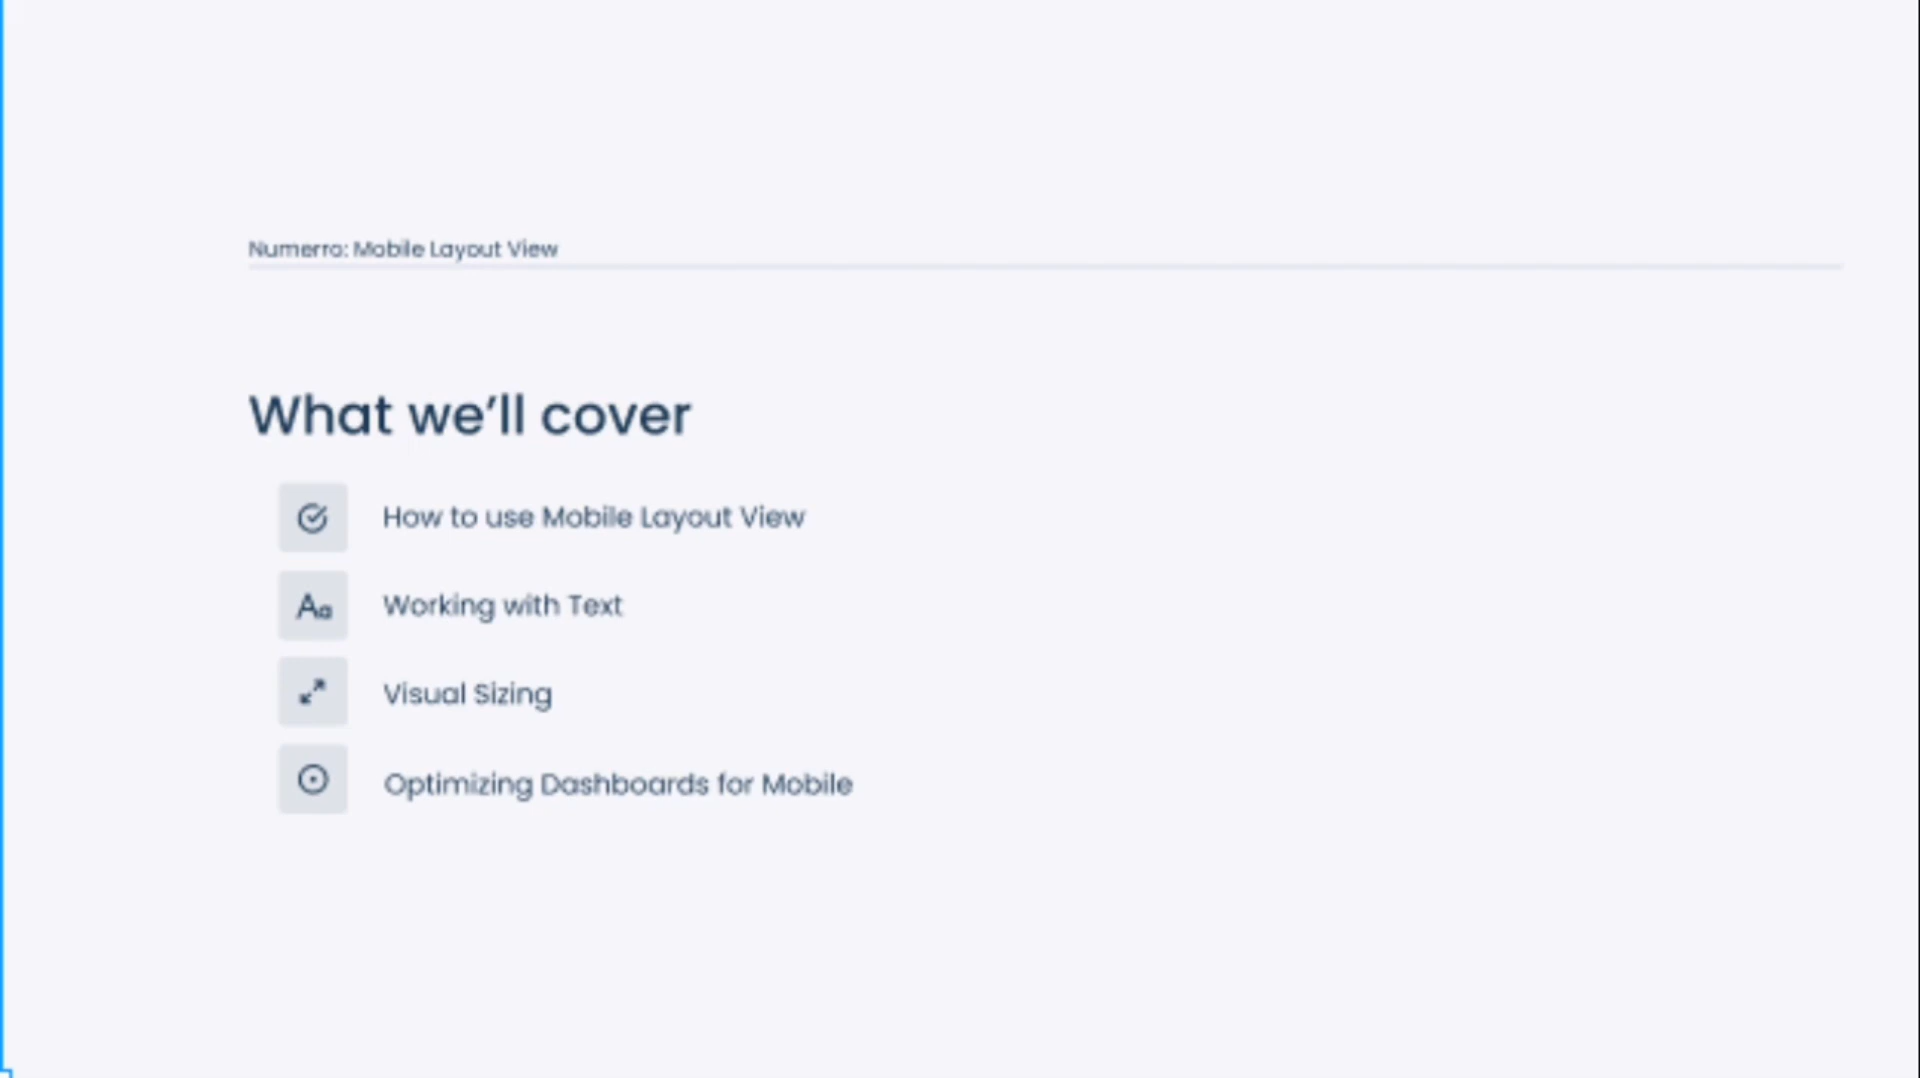 Numerro: Mobile Layout View
What we’ll cover
How to use Mobile Layout View
Aa
Working with Text
Visual Sizing
Optimizing Dashboards for Mobile